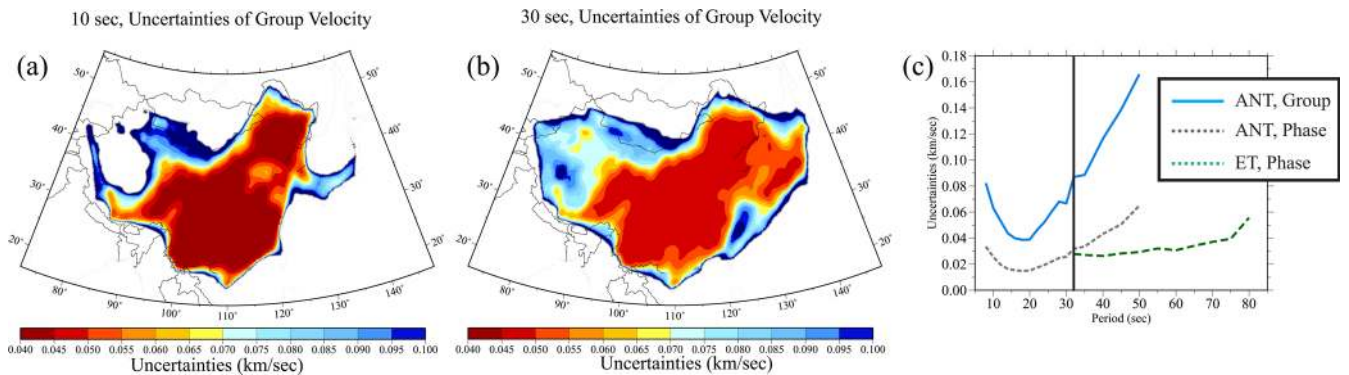 10 sec, Uncertainties of Group Velocity
(a)
50° 50°
40° 40°
30° 30°
20° 20°
80° 90° 100° 110° 120° 130° 140°
0.040 0.045 0.050 0.055 0.060 0.065 0.070 0.075 0.080 0.085 0.090 0.095 0.100
Uncertainties (km/sec)
30 sec, Uncertainties of Group Velocity
(b)
50° 50°
40° 40°
30° 30°
20° 20°
80° 90° 100° 110° 120° 130° 140°
0.040 0.045 0.050 0.055 0.060 0.065 0.070 0.075 0.080 0.085 0.090 0.095 0.100
Uncertainties (km/sec)
(c)
Uncertainties (km/sec)
0.18
0.16
0.14
0.12
0.10
0.08
0.06
0.04
0.02
0.00
10 20 30 40 50 60 70 80
Period (sec)
ANT, Group
ANT, Phase
ET, Phase